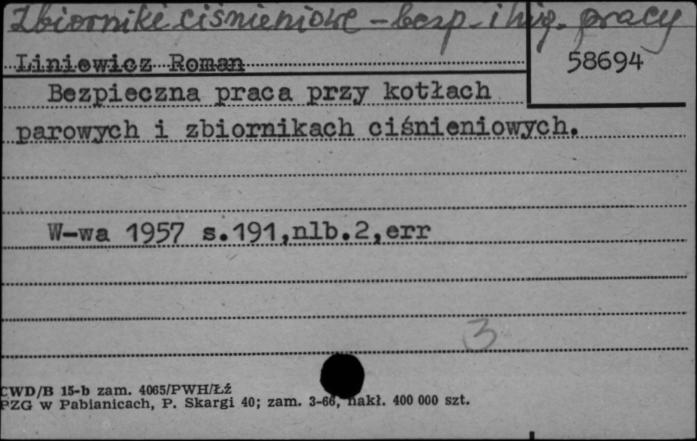 Zbiorniki ciśnieniowe - bezp. i hig. pracy
Liniewicz Roman
58694
Bezpieczna praca przy kotłach
parowych i zbiornikach ciśnieniowych.
W-wa 1957 s.191,nlb.2,err
3
CWD/B 15-b zam. 4065/PWH/Łź
PZG w Pabianicach, P. Skargi 40; zam. 3-66, nakł. 400 000 szt.